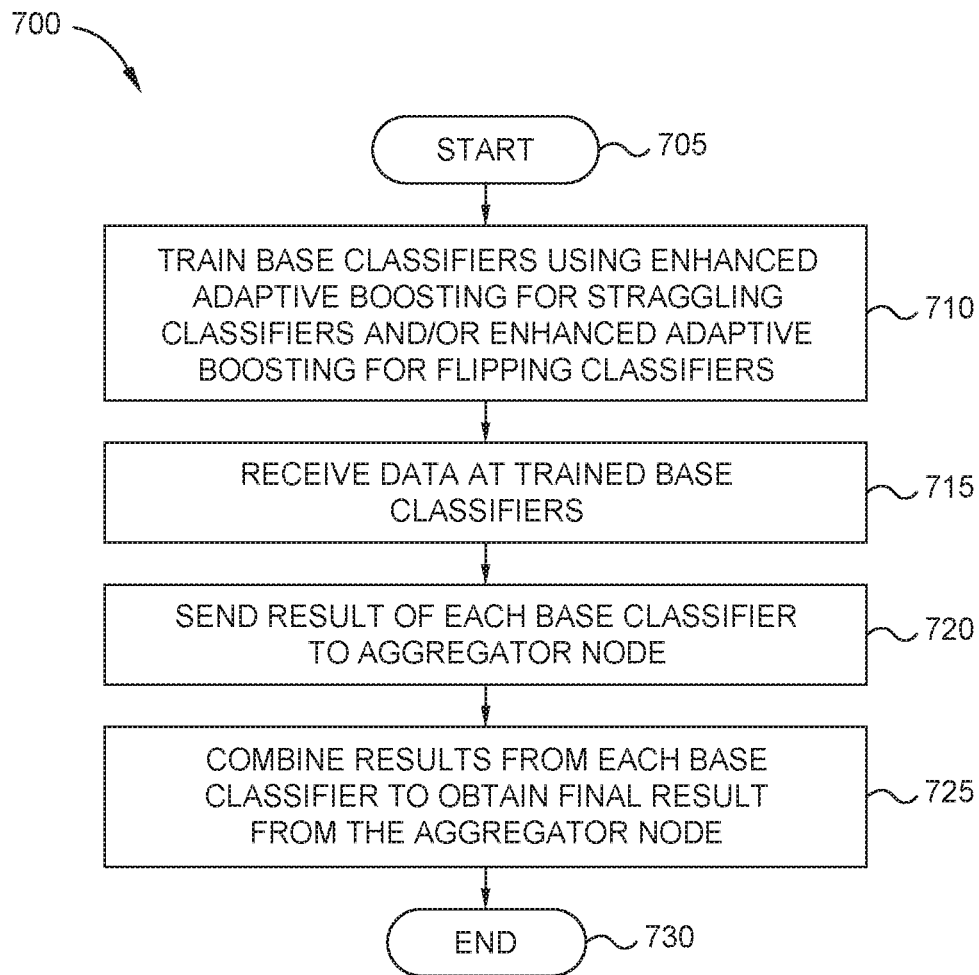 700
START
705
TRAIN BASE CLASSIFIERS USING ENHANCED
ADAPTIVE BOOSTING FOR STRAGGLING
CLASSIFIERS AND/OR ENHANCED ADAPTIVE
BOOSTING FOR FLIPPING CLASSIFIERS
710
RECEIVE DATA AT TRAINED BASE
CLASSIFIERS
715
SEND RESULT OF EACH BASE CLASSIFIER
TO AGGREGATOR NODE
720
COMBINE RESULTS FROM EACH BASE
CLASSIFIER TO OBTAIN FINAL RESULT
FROM THE AGGREGATOR NODE
725
END
730